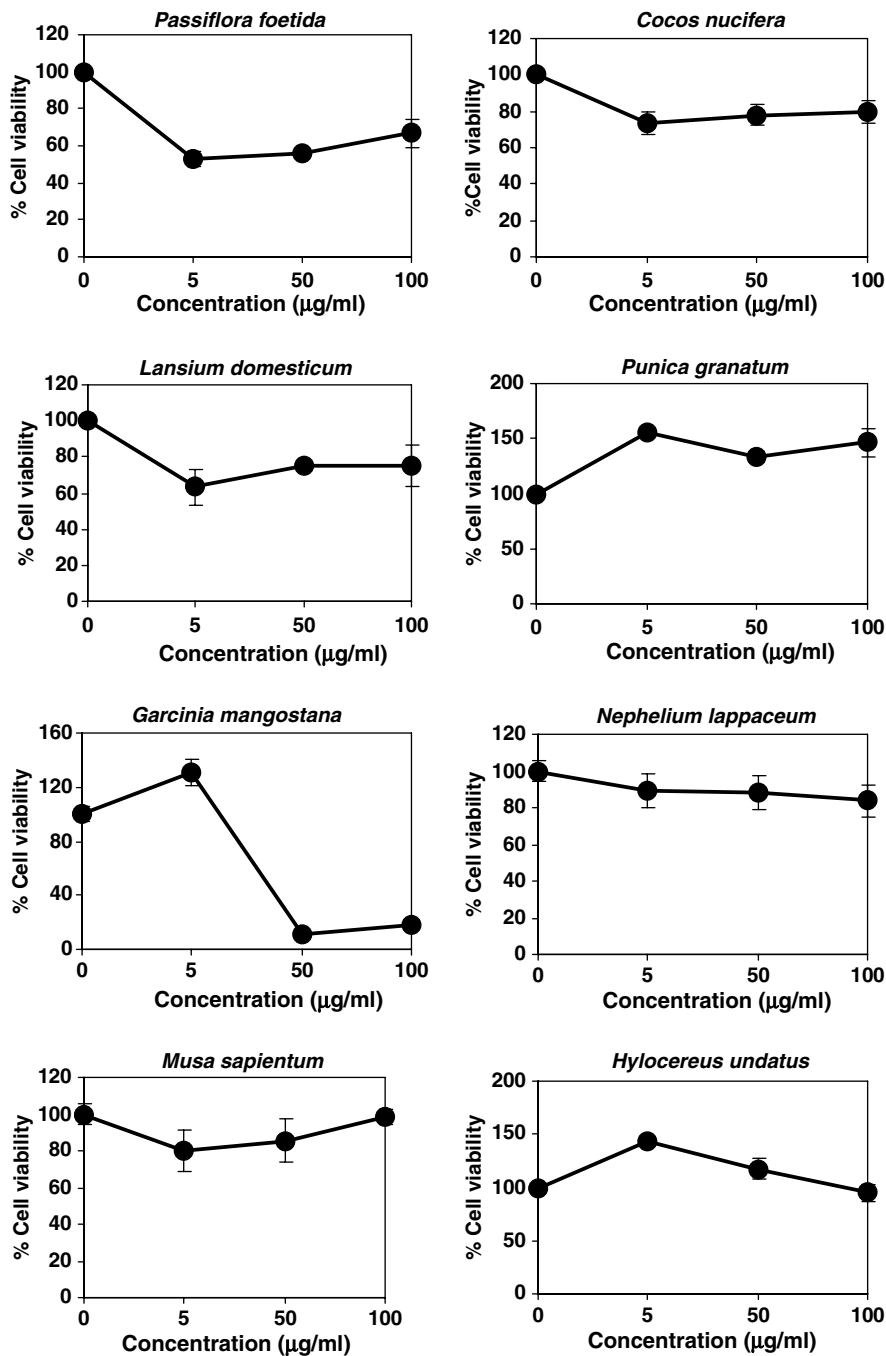 Passiflora foetida
120
100
80
60
40
20
0
% Cell viability
0 5 50 100
Concentration (µg/ml)
Cocos nucifera
120
100
80
60
40
20
0
%Cell viability
0 5 50 100
Concentration (µg/ml)
Lansium domesticum
120
100
80
60
40
20
0
% Cell viability
0 5 50 100
Concentration (µg/ml)
Punica granatum
200
150
100
50
0
% Cell viability
0 5 50 100
Concentration (µg/ml)
Garcinia mangostana
160
120
80
40
0
% Cell viability
0 5 50 100
Concentration (µg/ml)
Nephelium lappaceum
120
100
80
60
40
20
0
% Cell viability
0 5 50 100
Concentration (µg/ml)
Musa sapientum
120
100
80
60
40
20
0
% Cell viability
0 5 50 100
Concentration (µg/ml)
Hylocereus undatus
200
150
100
50
0
% Cell viability
0 5 50 100
Concentration (µg/ml)